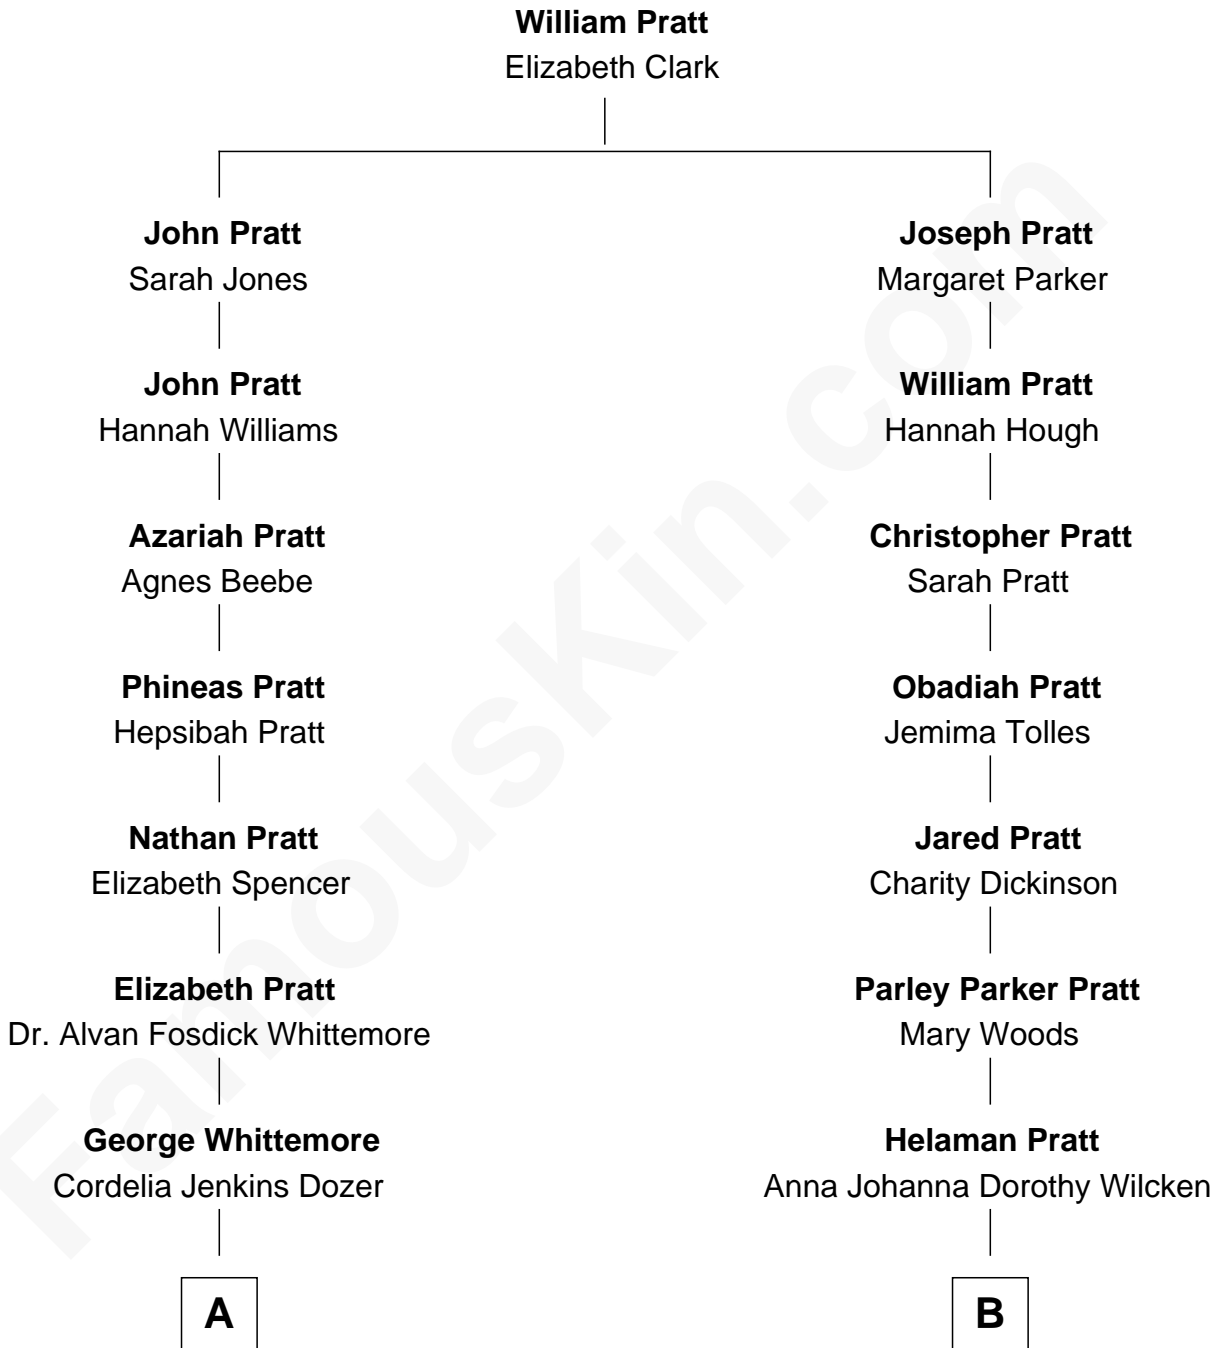 William Pratt
Elizabeth Clark
John Pratt
Sarah Jones
Joseph Pratt
Margaret Parker
John Pratt
Hannah Williams
William Pratt
Hannah Hough
Azariah Pratt
Agnes Beebe
Christopher Pratt
Sarah Pratt
Phineas Pratt
Hepsibah Pratt
Obadiah Pratt
Jemima Tolles
Nathan Pratt
Elizabeth Spencer
Jared Pratt
Charity Dickinson
Elizabeth Pratt
Dr. Alvan Fosdick Whittemore
Parley Parker Pratt
Mary Woods
George Whittemore
Cordelia Jenkins Dozer
Helaman Pratt
Anna Johanna Dorothy Wilcken
A
B
FamousKin.com